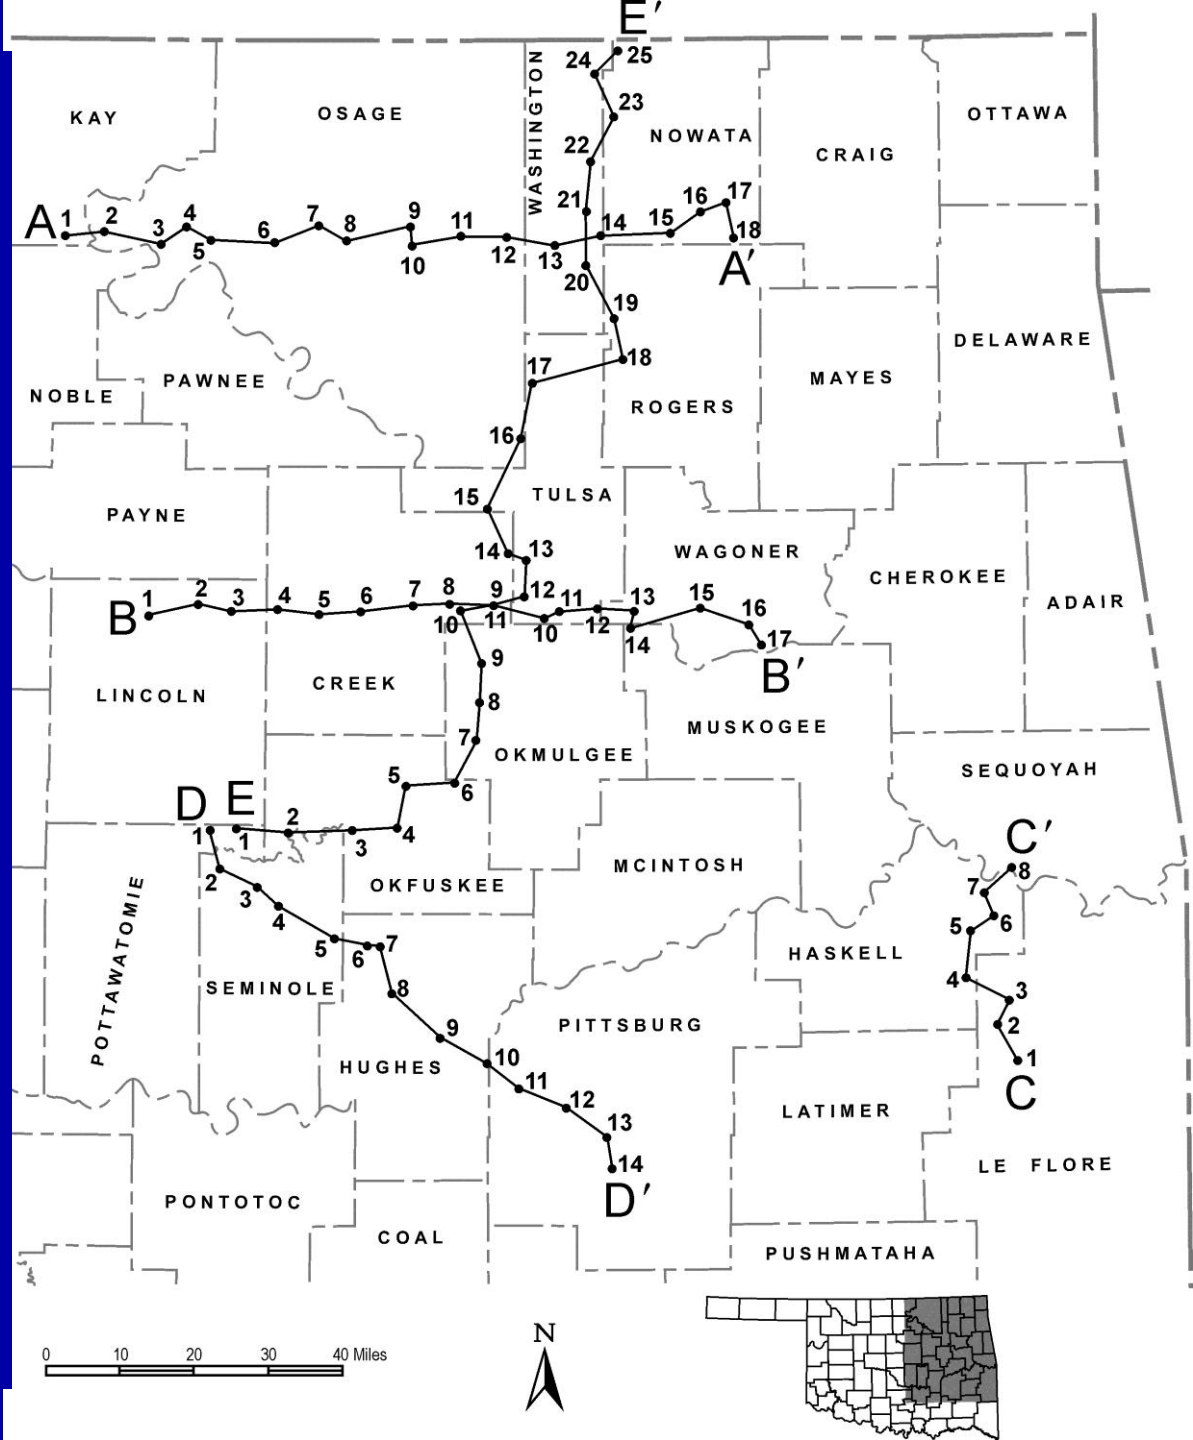 E′
24
25
KAY
OSAGE
WASHINGTON
23
NOWATA
OTTAWA
22
CRAIG
A
1
2
3
4
5
6
7
8
9
10
11
12
13
21
14
15
16
17
18
A′
20
19
18
DELAWARE
17
NOBLE
PAWNEE
MAYES
ROGERS
16
15
TULSA
PAYNE
14
13
WAGONER
CHEROKEE
ADAIR
B
1
2
3
4
5
6
7
8
9
10
11
12
10
11
12
13
14
15
16
17
B′
9
LINCOLN
CREEK
8
7
OKMULGEE
MUSKOGEE
SEQUOYAH
D
E
5
6
1
1
2
3
4
MCINTOSH
C′
8
2
3
4
OKFUSKEE
7
6
5
POTTAWATOMIE
5
6
7
HASKELL
SEMINOLE
8
4
3
PITTSBURG
2
9
HUGHES
10
1
C
11
12
LATIMER
13
14
D′
LE FLORE
PONTOTOC
COAL
PUSHMATAHA
N
0 10 20 30 40 Miles